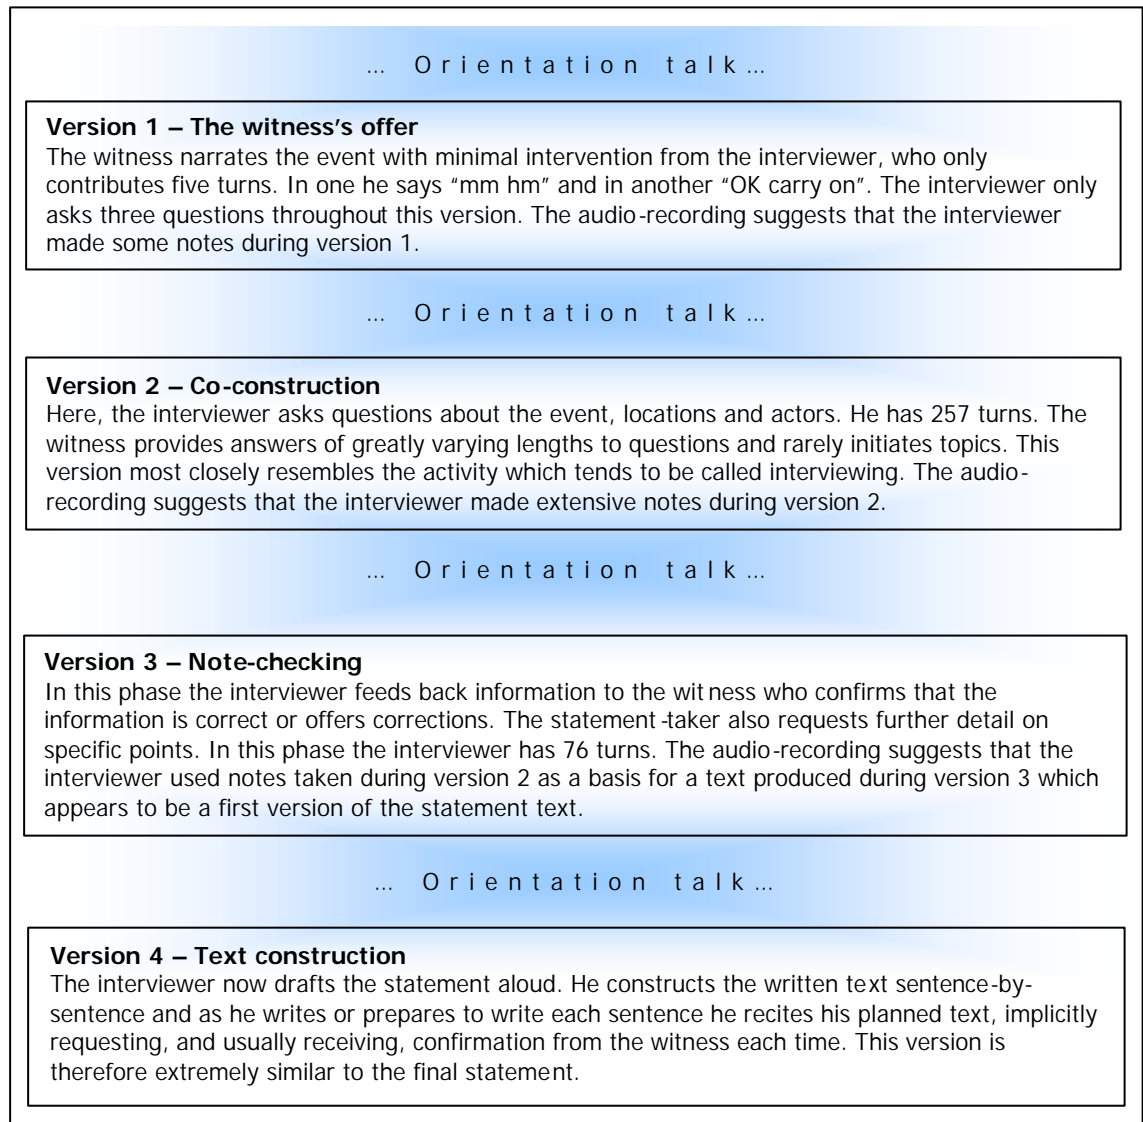 … Orientation talk…
Version 1 – The witness’s offer
The witness narrates the event with minimal intervention from the interviewer, who only
contributes five turns. In one he says “mm hm” and in another “OK carry on”. The interviewer only
asks three questions throughout this version. The audio-recording suggests that the interviewer
made some notes during version 1.
… Orientation talk…
Version 2 – Co-construction
Here, the interviewer asks questions about the event, locations and actors. He has 257 turns. The
witness provides answers of greatly varying lengths to questions and rarely initiates topics. This
version most closely resembles the activity which tends to be called interviewing. The audio-
recording suggests that the interviewer made extensive notes during version 2.
… Orientation talk…
Version 3 – Note-checking
In this phase the interviewer feeds back information to the witness who confirms that the
information is correct or offers corrections. The statement-taker also requests further detail on
specific points. In this phase the interviewer has 76 turns. The audio-recording suggests that the
interviewer used notes taken during version 2 as a basis for a text produced during version 3 which
appears to be a first version of the statement text.
… Orientation talk…
Version 4 – Text construction
The interviewer now drafts the statement aloud. He constructs the written text sentence-by-
sentence and as he writes or prepares to write each sentence he recites his planned text, implicitly
requesting, and usually receiving, confirmation from the witness each time. This version is
therefore extremely similar to the final statement.